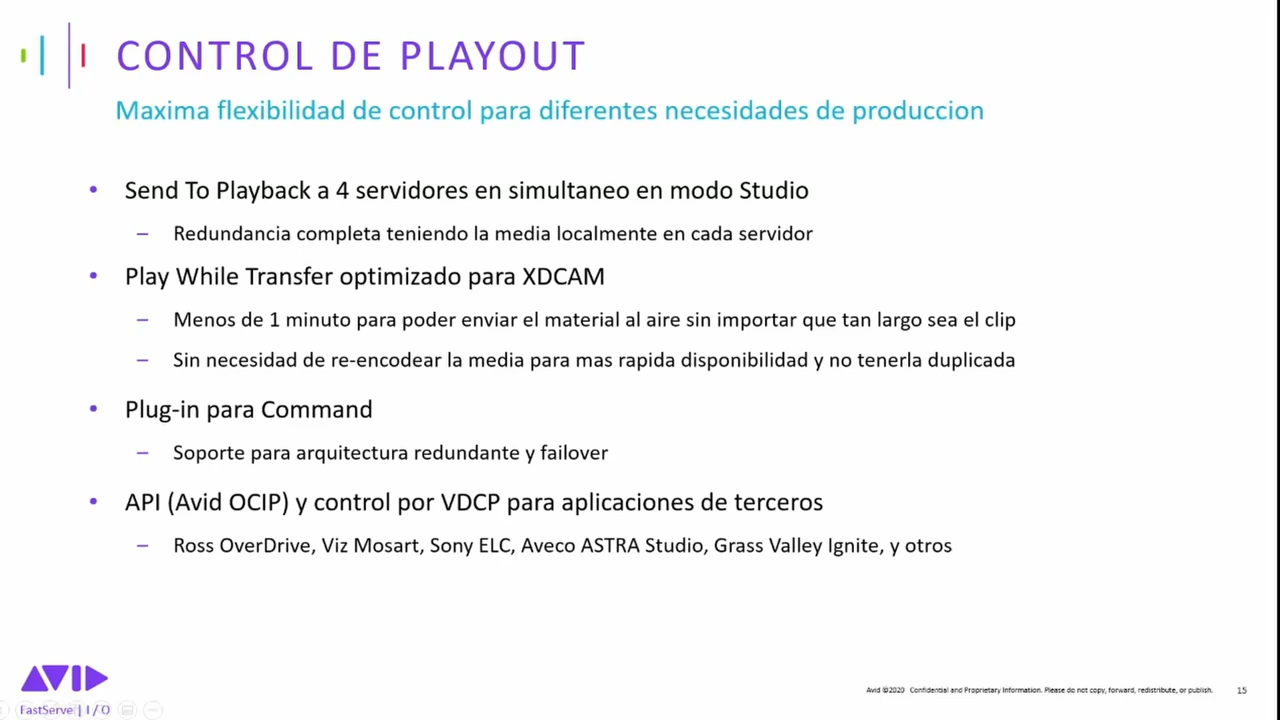 CONTROL DE PLAYOUT
Maxima flexibilidad de control para diferentes necesidades de produccion
• Send To Playback a 4 servidores en simultaneo en modo Studio
– Redundancia completa teniendo la media localmente en cada servidor
• Play While Transfer optimizado para XDCAM
– Menos de 1 minuto para poder enviar el material al aire sin importar que tan largo sea el clip
– Sin necesidad de re-encodear la media para mas rapida disponibilidad y no tenerla duplicada
• Plug-in para Command
– Soporte para arquitectura redundante y failover
• API (Avid OCIP) y control por VDCP para aplicaciones de terceros
– Ross OverDrive, Viz Mosart, Sony ELC, Aveco ASTRA Studio, Grass Valley Ignite, y otros
AVID
FastServe | I / O
Avid ©2020 Confidential and Proprietary Information. Please do not copy, forward, redistribute, or publish.
15